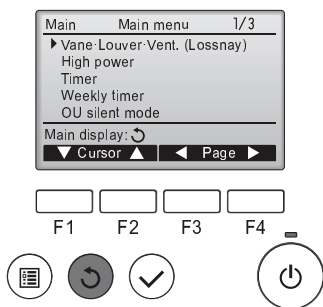 Main Main menu 1/3
Vane·Louver·Vent. (Lossnay)
High power
Timer
Weekly timer
OU silent mode
Main display:
Cursor Page
F1 F2 F3 F4